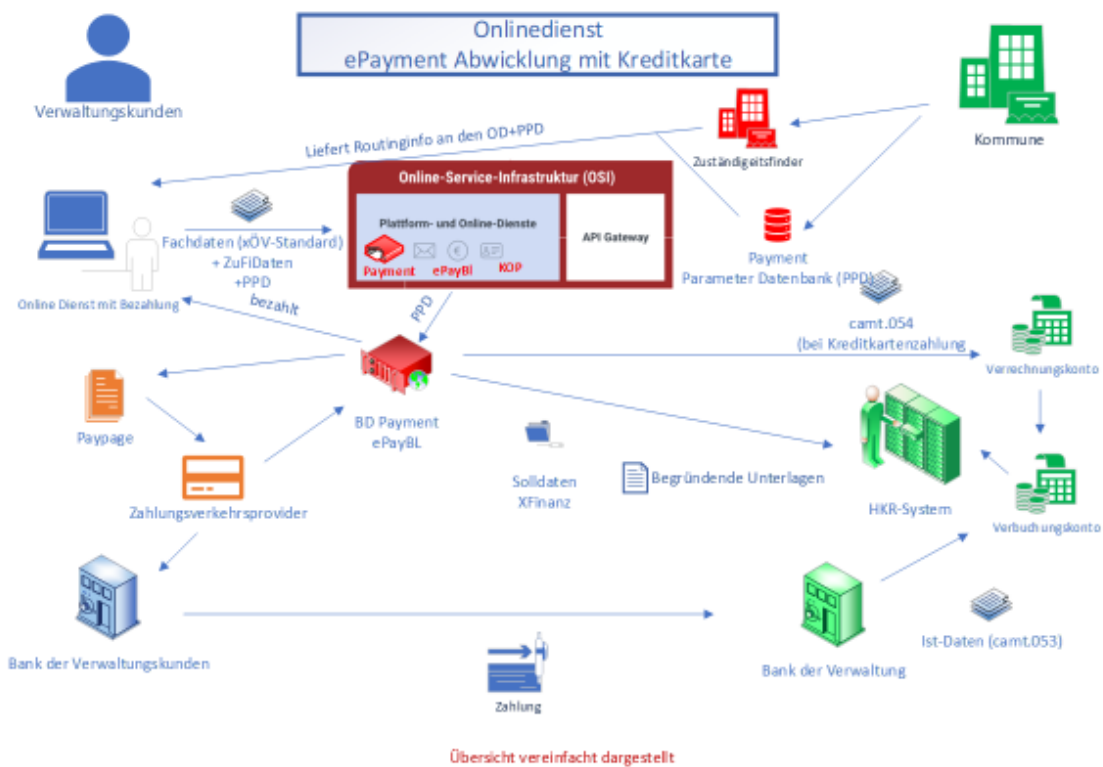 Onlinedienst
ePayment Abwicklung mit Kreditkarte
Verwaltungskunden
Kommune
Liefert Routinginfo an den OD+PPD
Zuständigeitsfinder
Online-Service-Infrastruktur (OSI)
Plattform- und Online-Dienste
API Gateway
Payment
ePayBl
KOP
Fachdaten (xÖV-Standard)
+ ZuFiDaten
+PPD
Payment
Parameter Datenbank (PPD)
Online Dienst mit Bezahlung
bezahlt
PPD
camt.054
(bei Kreditkartenzahlung
Verrechnungskonto
Paypage
BD Payment
ePayBL
Solldaten
XFinanz
Begründende Unterlagen
HKR-System
Zahlungsverkehrsprovider
Verbuchungskonto
Bank der Verwaltungskunden
Bank der Verwaltung
Ist-Daten (camt.053)
Zahlung
Übersicht vereinfacht dargestellt